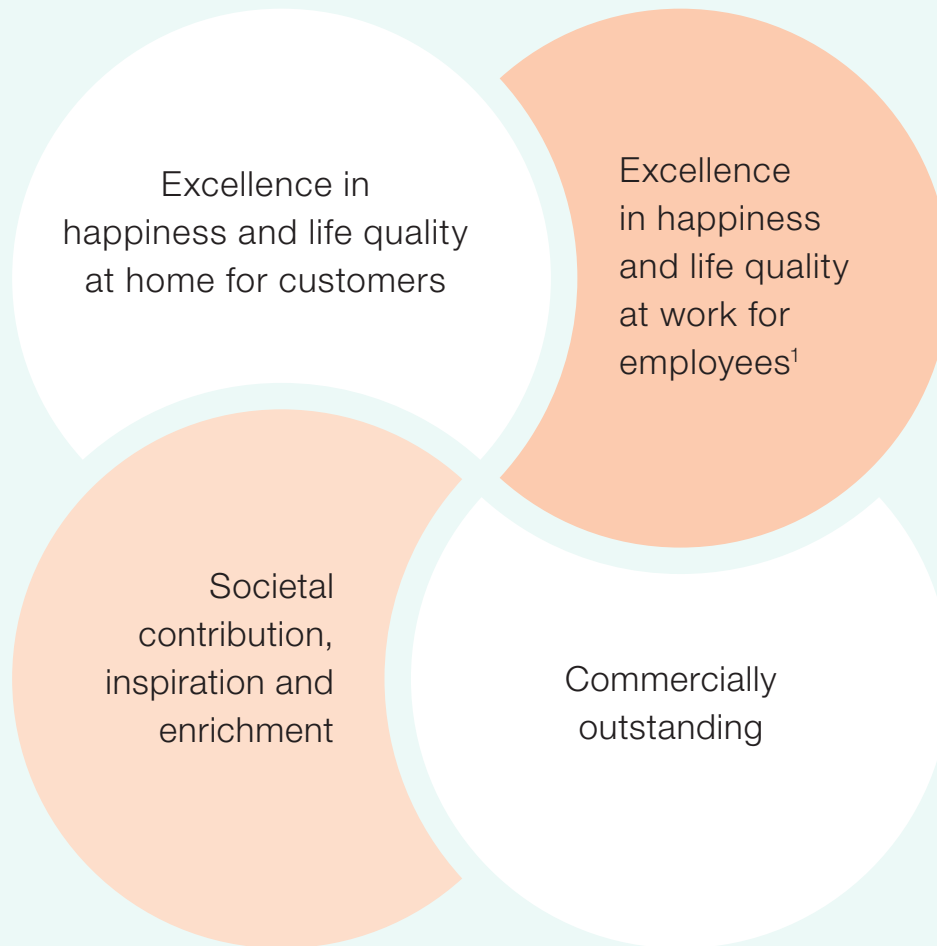 Excellence in
happiness and life quality
at home for customers
Excellence
in happiness
and life quality
at work for
employees¹
Societal
contribution,
inspiration and
enrichment
Commercially
outstanding